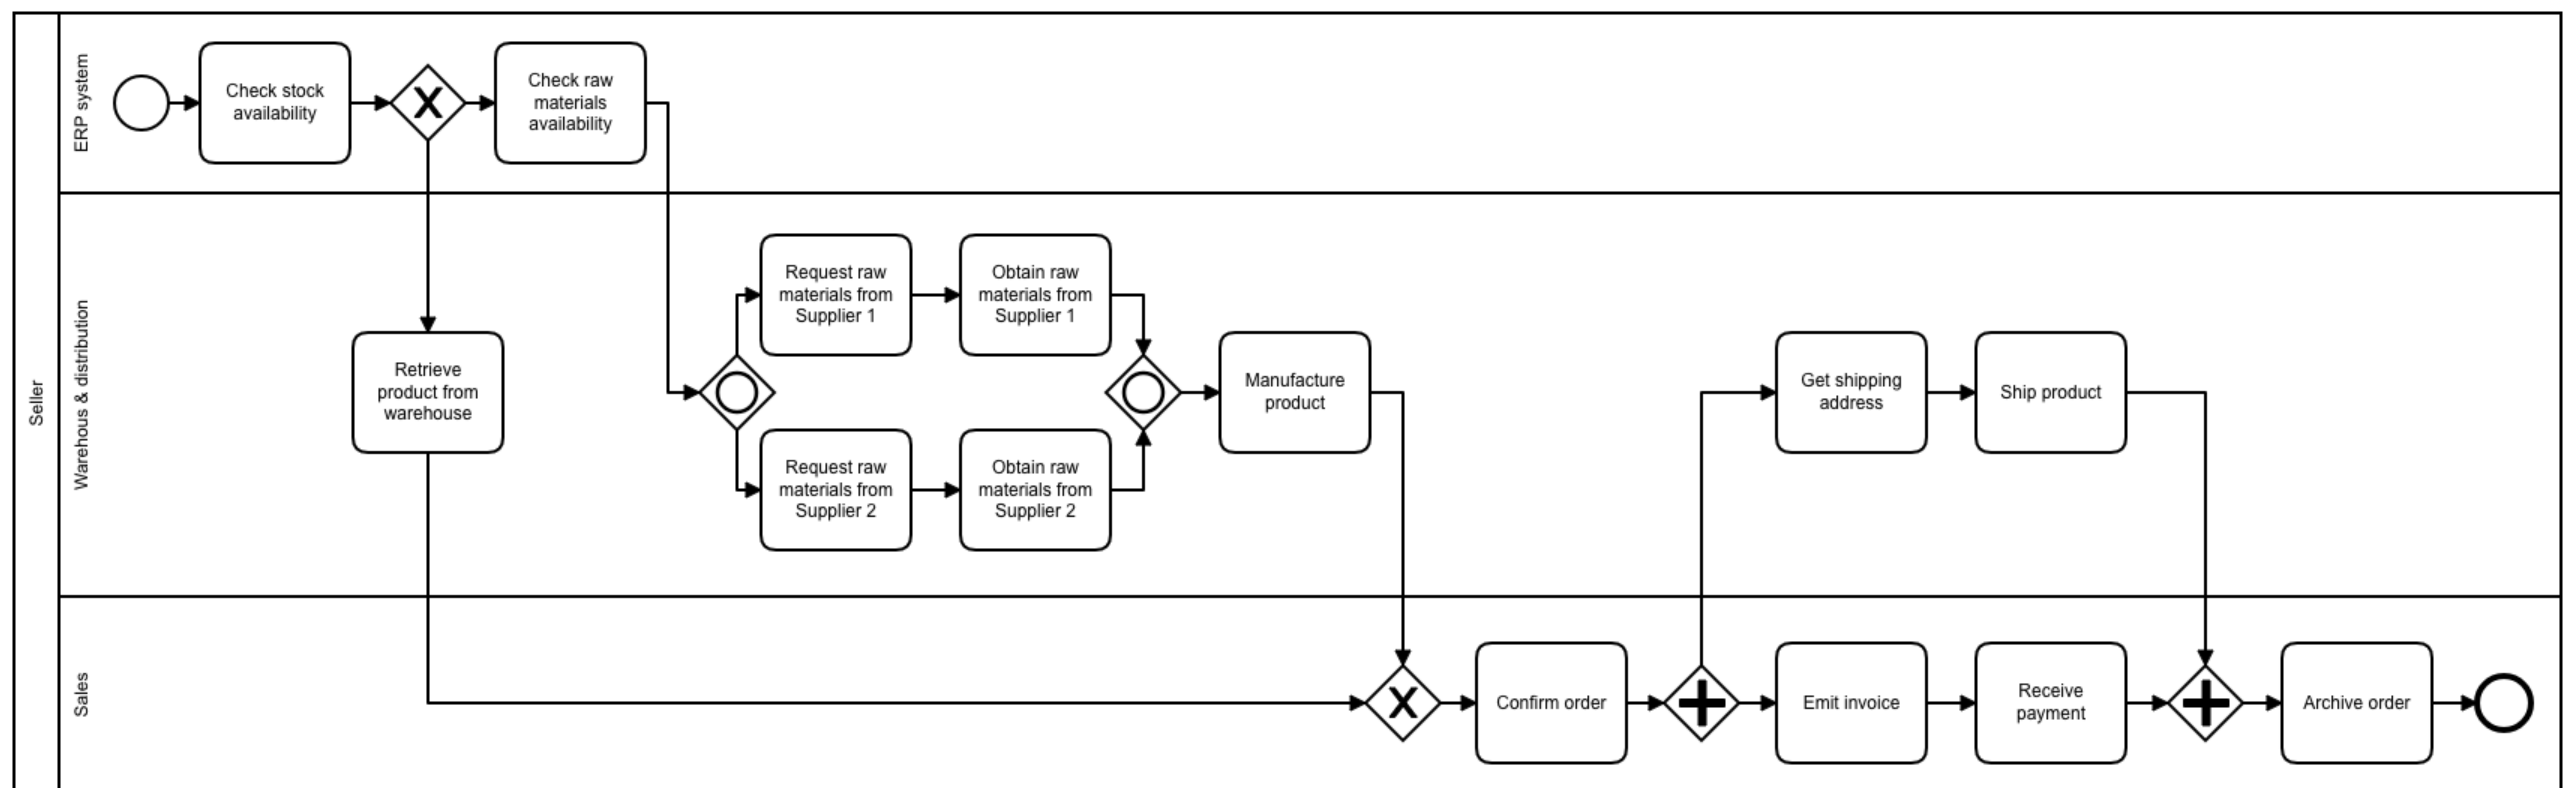 Seller
ERP system
Check stock
availability
X
Check raw
materials
availability
Warehous & distribution
Retrieve
product from
warehouse
Request raw
materials from
Supplier 1
Obtain raw
materials from
Supplier 1
Request raw
materials from
Supplier 2
Obtain raw
materials from
Supplier 2
Manufacture
product
Get shipping
address
Ship product
Sales
X
Confirm order
Emit invoice
Receive
payment
Archive order